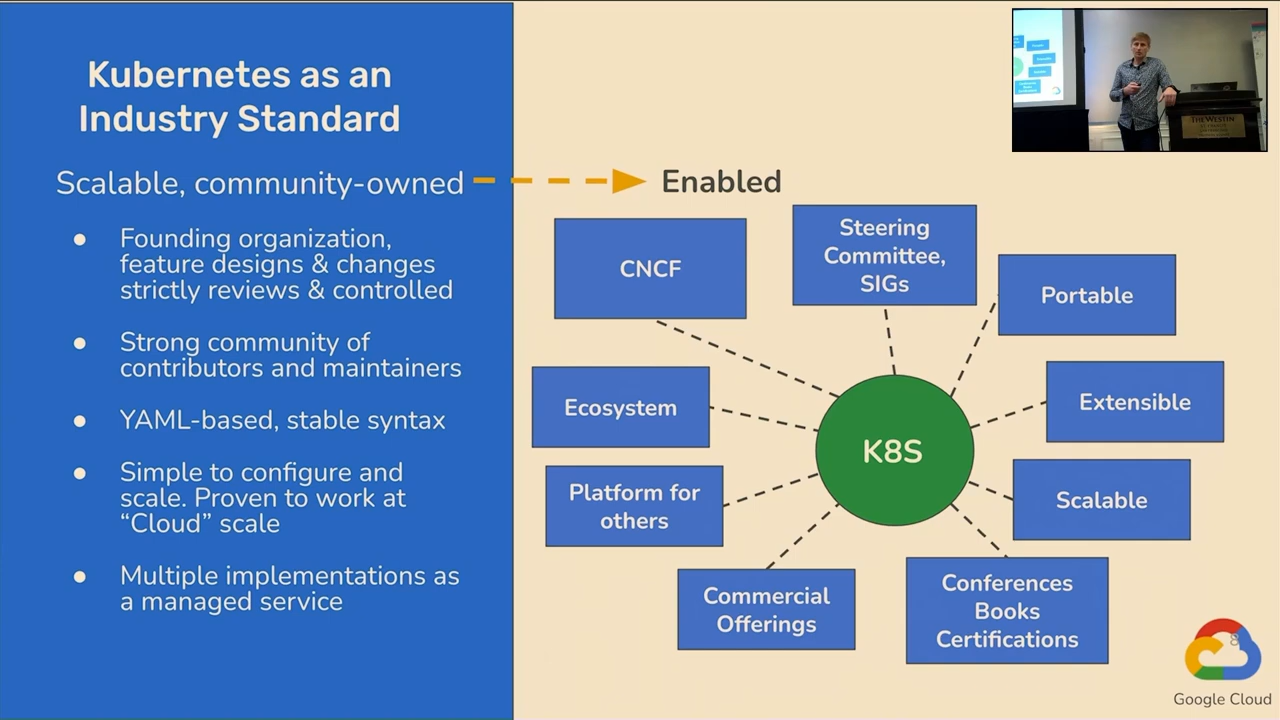 Kubernetes as an
Industry Standard
Scalable, community-owned
Enabled
● Founding organization,
feature designs & changes
strictly reviews & controlled
● Strong community of
contributors and maintainers
● YAML-based, stable syntax
● Simple to configure and
scale. Proven to work at
“Cloud” scale
● Multiple implementations as
a managed service
CNCF
Steering
Committee,
SIGs
Portable
Ecosystem
Extensible
K8S
Platform for
others
Scalable
Commercial
Offerings
Conferences
Books
Certifications
8
Google Cloud
THE WESTIN